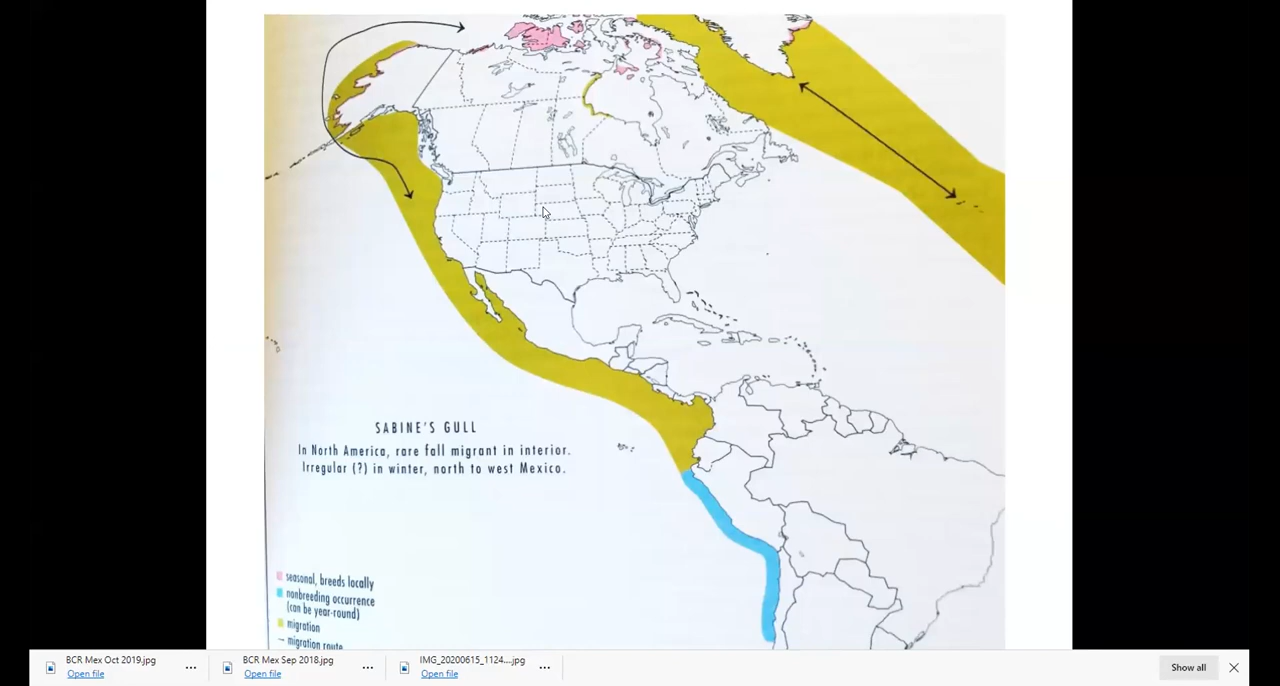 SABINE'S GULL
In North America, rare fall migrant in interior.
Irregular (?) in winter, north to west Mexico.
seasonal, breeds locally
nonbreeding occurrence
(can be year-round)
migration
migration route
BCR Mex Oct 2019.jpg
Open file
BCR Mex Sep 2018.jpg
Open file
IMG_20200615_1124....jpg
Open file
Show all